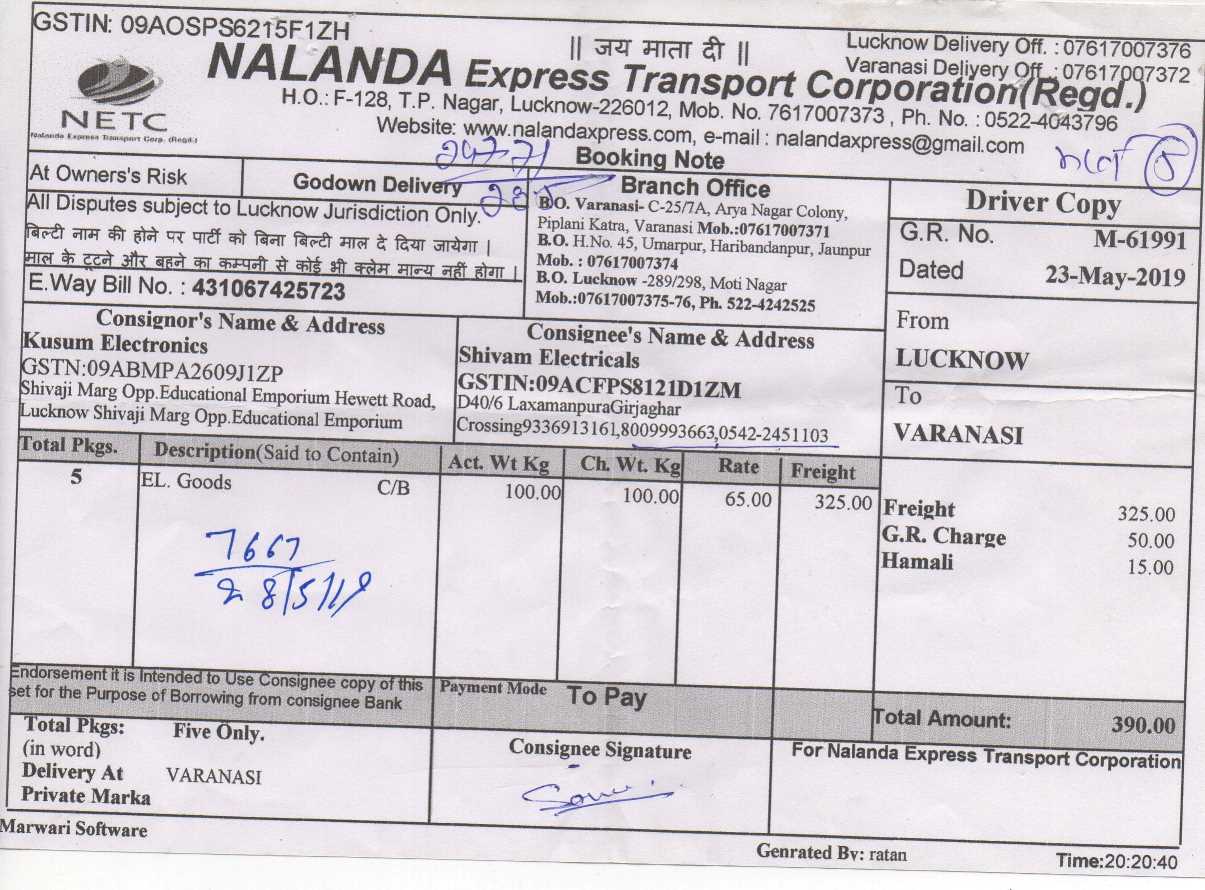 GSTIN: 09AOSPS6215F1ZH
|| जय माता दी ||
Lucknow Delivery Off. : 07617007376
Varanasi Delivery Off. : 07617007372
NALANDA Express Transport Corporation(Regd.)
NETC
Nalanda Express Transport Corp. (Regd.)
H.O.: F-128, T.P. Nagar, Lucknow-226012, Mob. No. 7617007373 , Ph. No. : 0522-4043796
Website: www.nalandaxpress.com, e-mail : nalandaxpress@gmail.com
Booking Note
5
At Owners's Risk
Godown Delivery
All Disputes subject to Lucknow Jurisdiction Only.
बिल्टी नाम की होने पर पार्टी को बिना बिल्टी माल दे दिया जायेगा |
माल के टूटने और बहने का कम्पनी से कोई भी क्लेम मान्य नहीं होगा |
E.Way Bill No. : 431067425723
Branch Office
B.O. Varanasi- C-25/7A, Arya Nagar Colony,
Piplani Katra, Varanasi Mob.:07617007371
B.O. H.No. 45, Umarpur, Haribandanpur, Jaunpur
Mob. : 07617007374
B.O. Lucknow -289/298, Moti Nagar
Mob.:07617007375-76, Ph. 522-4242525
Driver Copy
G.R. No. M-61991
Dated 23-May-2019
From
LUCKNOW
To
VARANASI
Consignor's Name & Address
Kusum Electronics
GSTN:09ABMPA2609J1ZP
Shivaji Marg Opp.Educational Emporium Hewett Road,
Lucknow Shivaji Marg Opp.Educational Emporium
Consignee's Name & Address
Shivam Electricals
GSTIN:09ACFPS8121D1ZM
D40/6 LaxamanpuraGirjaghar
Crossing9336913161,8009993663,0542-2451103
Total Pkgs. Description(Said to Contain) Act. Wt Kg Ch. Wt. Kg Rate Freight
5 EL. Goods C/B 100.00 100.00 65.00 325.00
7667
28/5/19
Freight 325.00
G.R. Charge 50.00
Hamali 15.00
Endorsement it is Intended to Use Consignee copy of this
set for the Purpose of Borrowing from consignee Bank
Payment Mode To Pay
Total Amount: 390.00
Total Pkgs: Five Only.
(in word)
Delivery At VARANASI
Private Marka
Consignee Signature
For Nalanda Express Transport Corporation
Marwari Software
Genrated By: ratan
Time:20:20:40